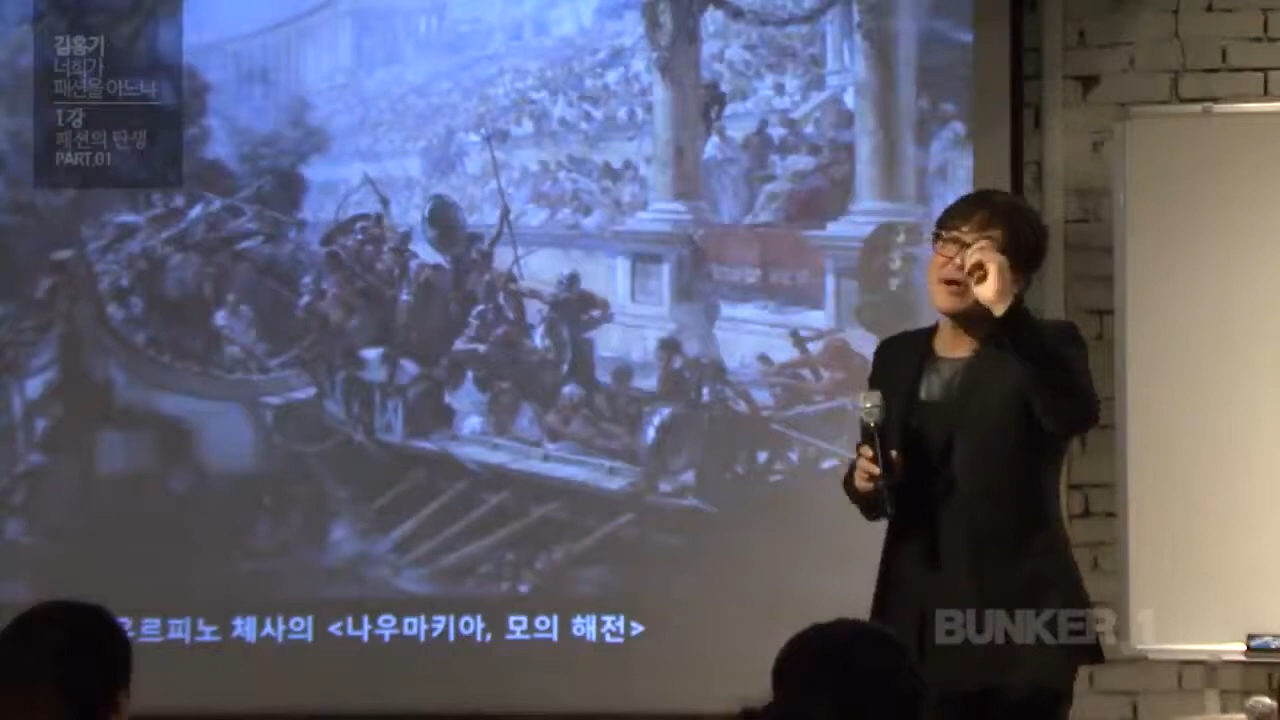 김홍기
너희가
패션을 아느냐
1강
패션의 탄생
PART.01
우르피노 체사의 <나우마키아, 모의 해전>
BUNKER.1